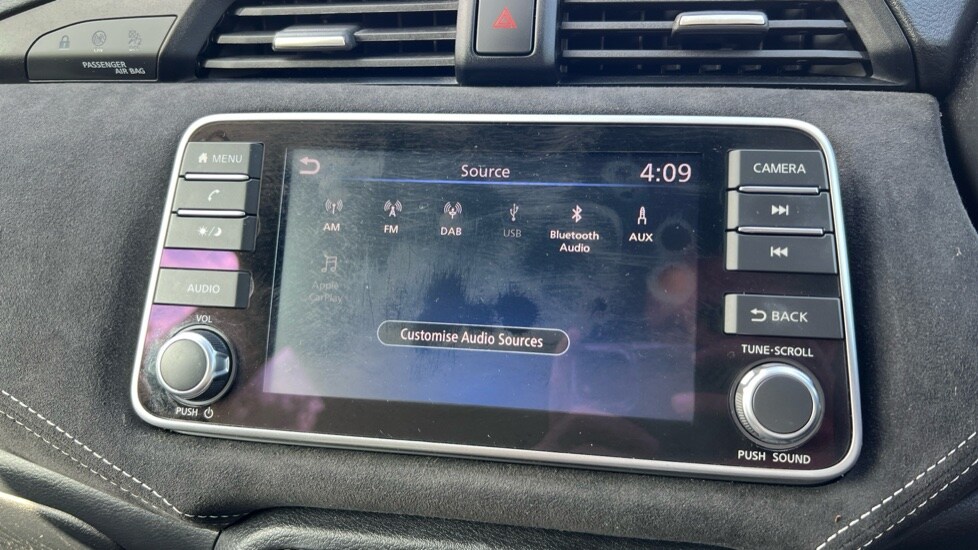 PASSENGER
AIR BAG
MENU
AUDIO
VOL
PUSH
Source
4:09
AM
FM
DAB
USB
Bluetooth
Audio
AUX
Apple
CarPlay
Customise Audio Sources
CAMERA
BACK
TUNE·SCROLL
PUSH SOUND